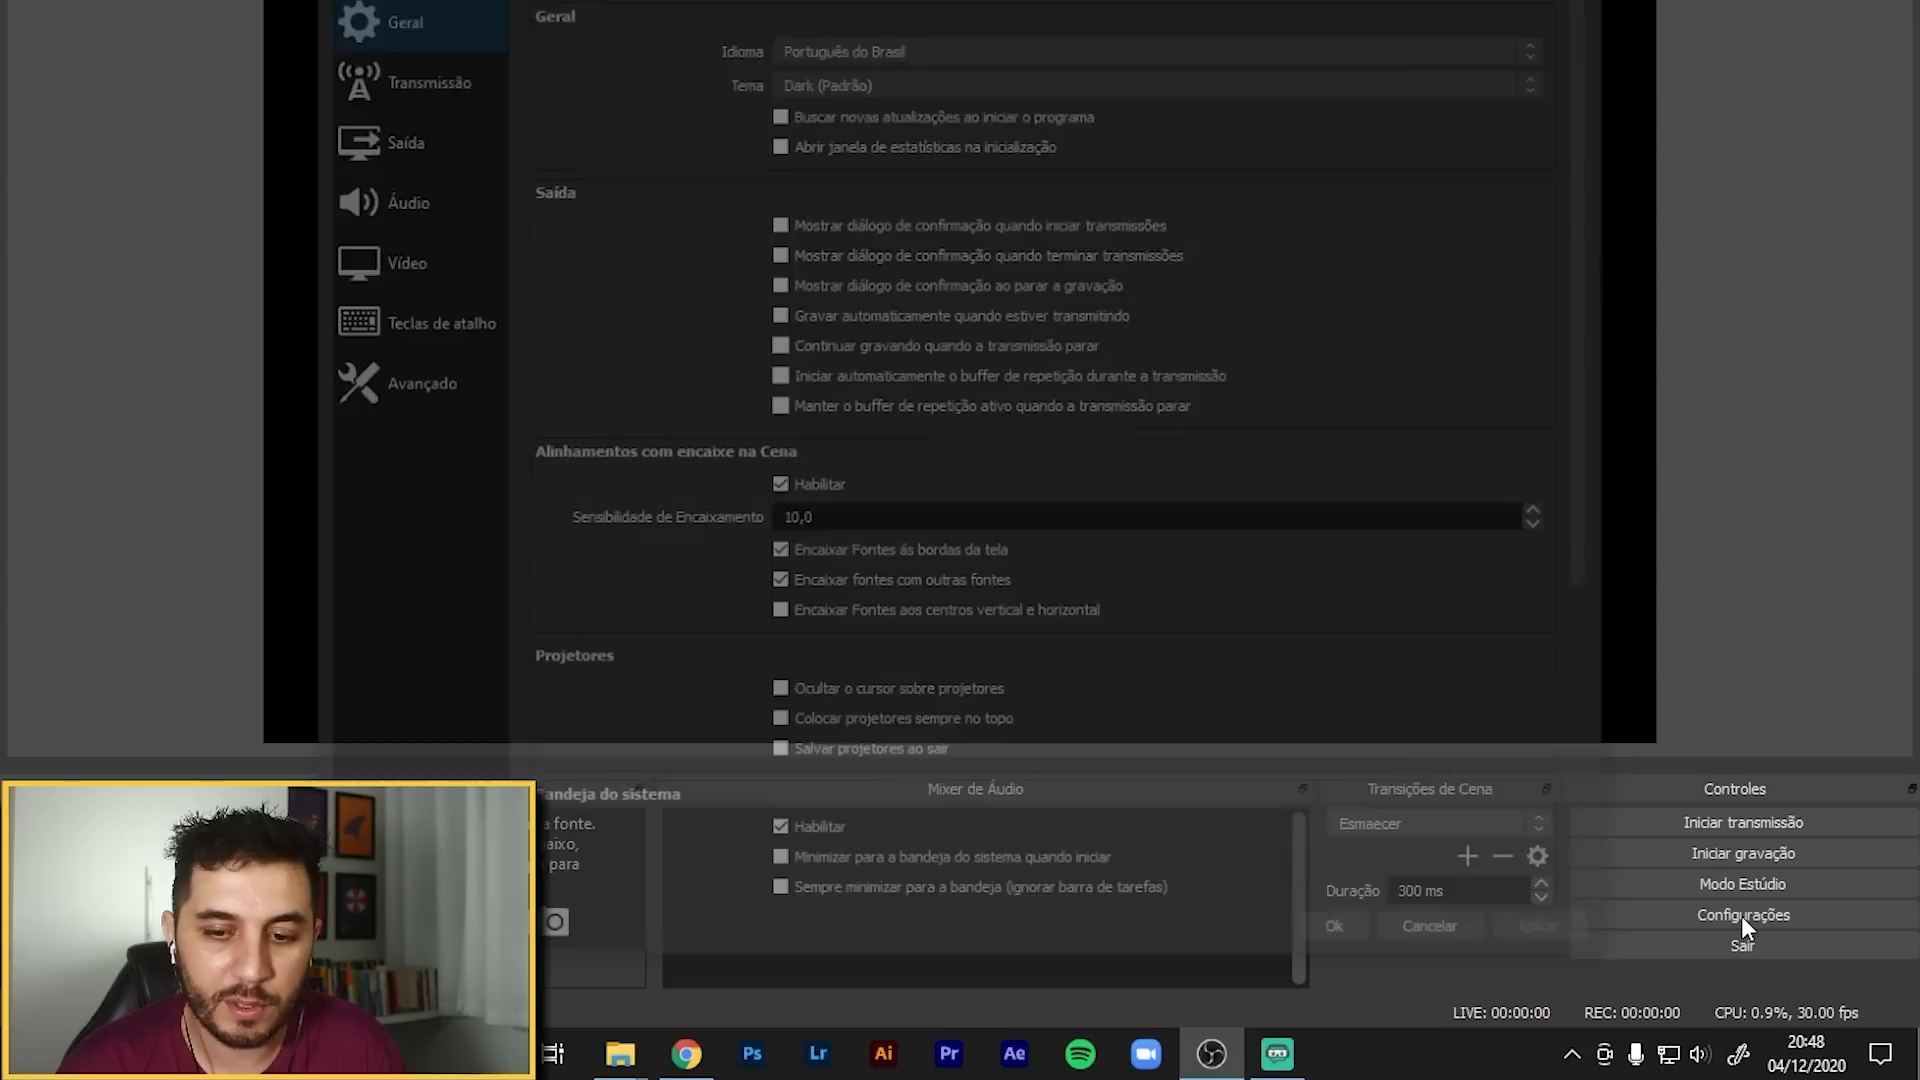 Geral
Transmissão
Saída
Áudio
Vídeo
Teclas de atalho
Avançado
Geral
Idioma Português do Brasil
Tema Dark (Padrão)
Buscar novas atualizações ao iniciar o programa
Abrir janela de estatísticas na inicialização
Saída
Mostrar diálogo de confirmação quando iniciar transmissões
Mostrar diálogo de confirmação quando terminar transmissões
Mostrar diálogo de confirmação ao parar a gravação
Gravar automaticamente quando estiver transmitindo
Continuar gravando quando a transmissão parar
Iniciar automaticamente o buffer de repetição durante a transmissão
Manter o buffer de repetição ativo quando a transmissão parar
Alinhamentos com encaixe na Cena
Habilitar
Sensibilidade de Encaixamento 10,0
Encaixar Fontes ás bordas da tela
Encaixar fontes com outras fontes
Encaixar Fontes aos centros vertical e horizontal
Projetores
Ocultar o cursor sobre projetores
Colocar projetores sempre no topo
Salvar projetores ao sair
andeja do sistema
Habilitar
Minimizar para a bandeja do sistema quando iniciar
Sempre minimizar para a bandeja (ignorar barra de tarefas)
Ok Cancelar Aplicar
a fonte.
aixo,
para
Mixer de Áudio
Transições de Cena
Esmaecer
Duração 300 ms
Controles
Iniciar transmissão
Iniciar gravação
Modo Estúdio
Configurações
Sair
LIVE: 00:00:00 REC: 00:00:00 CPU: 0.9%, 30.00 fps
Ps Lr Ai Pr Ae
20:48
04/12/2020